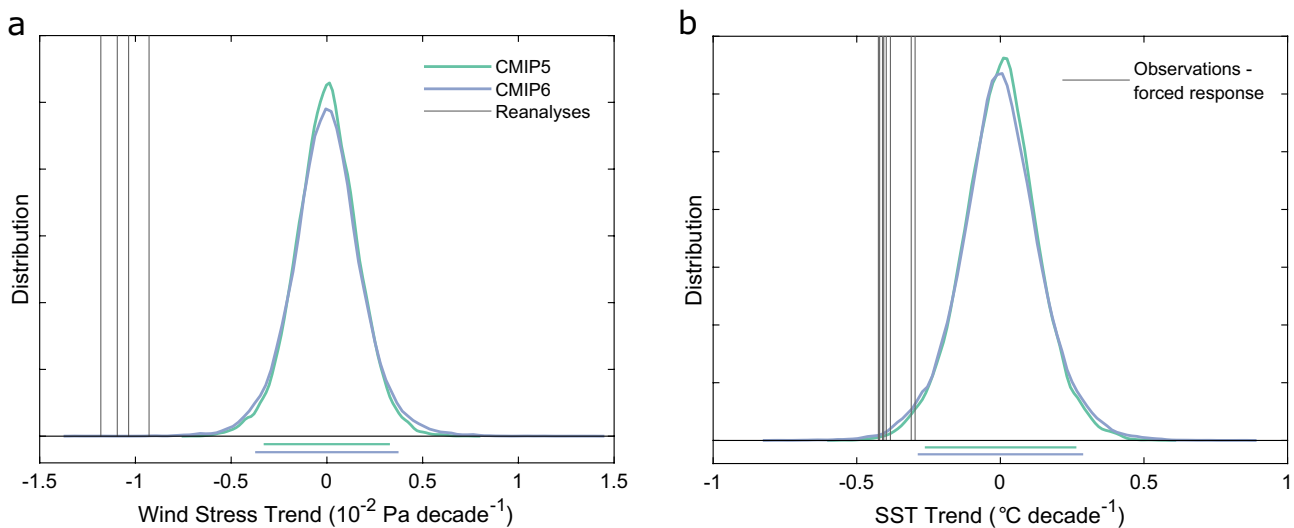 a
Distribution
CMIP5
CMIP6
Reanalyses
-1.5 -1 -0.5 0 0.5 1 1.5
Wind Stress Trend (10⁻² Pa decade⁻¹)
b
Distribution
Observations -
forced response
-1 -0.5 0 0.5 1
SST Trend (°C decade⁻¹)